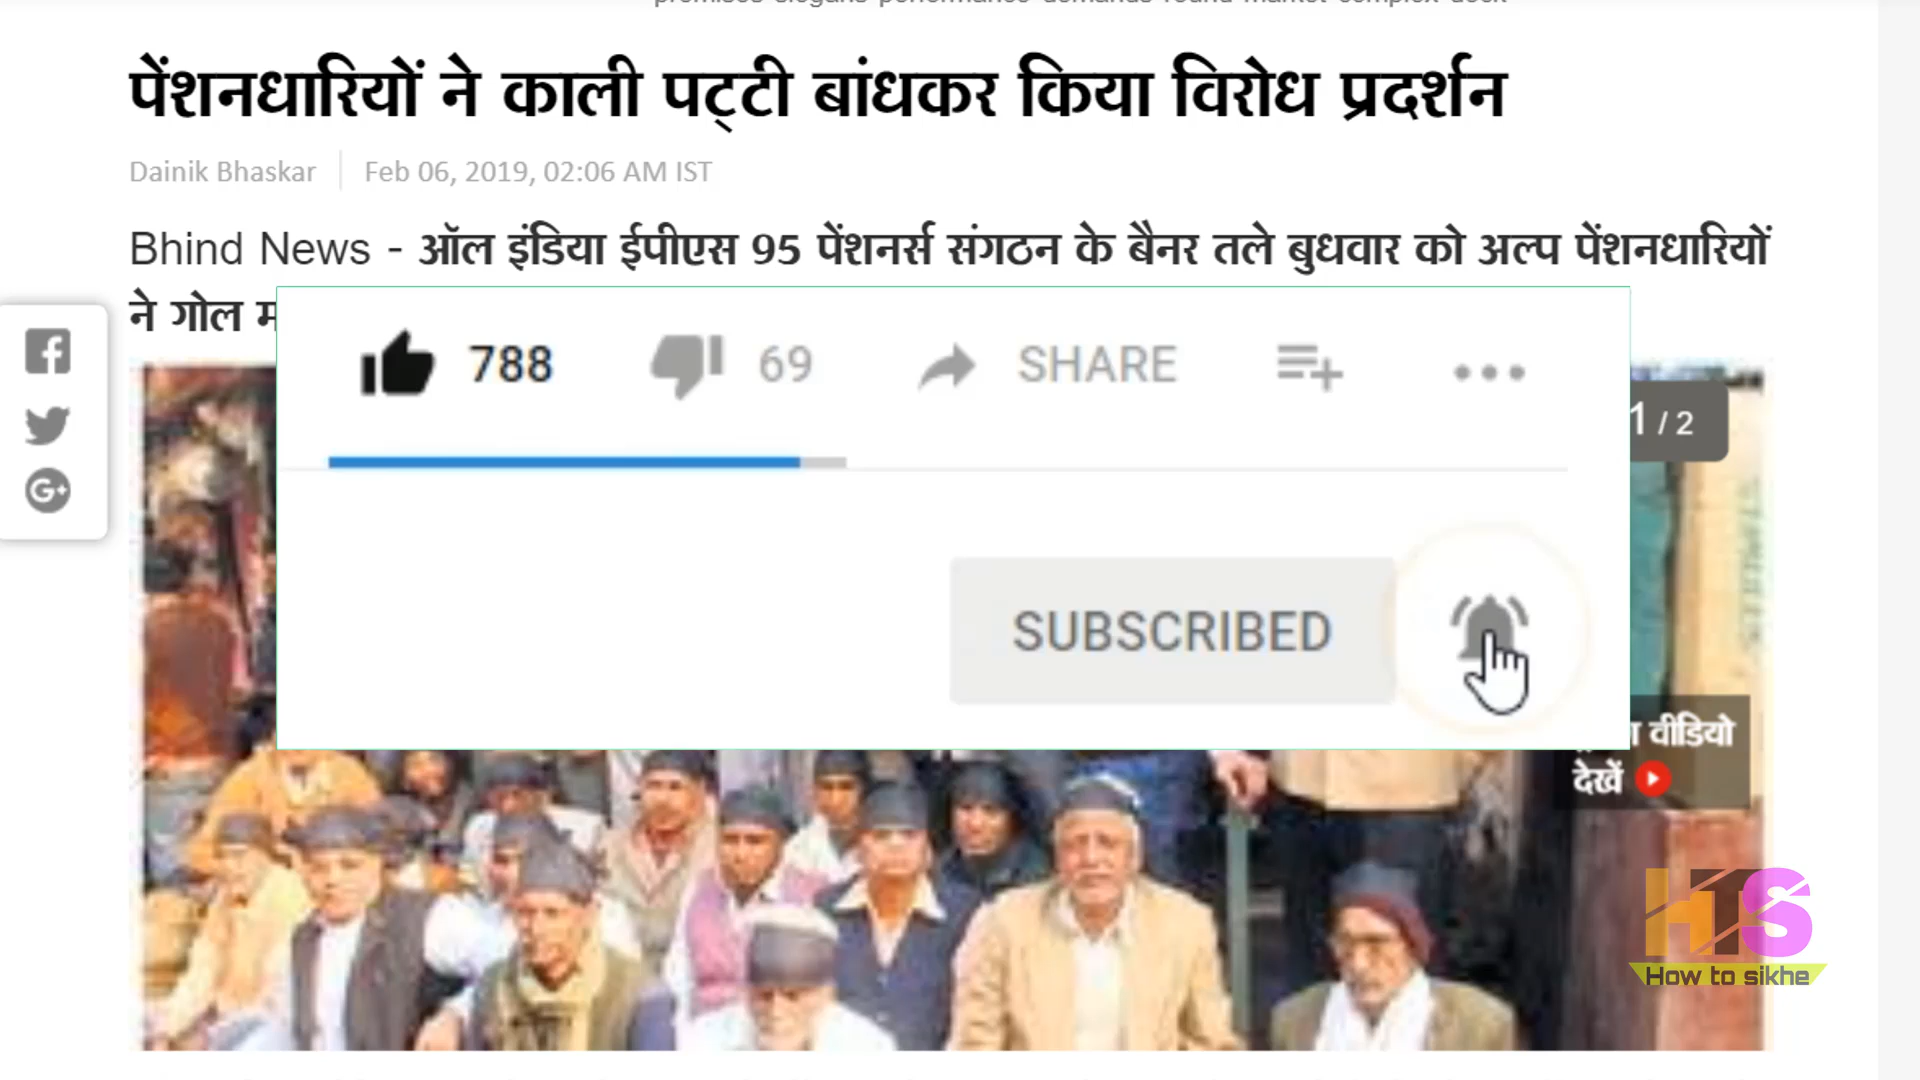 पेंशनधारियों ने काली पट्टी बांधकर किया विरोध प्रदर्शन
Dainik Bhaskar | Feb 06, 2019, 02:06 AM IST
Bhind News - ऑल इंडिया ईपीएस 95 पेंशनर्स संगठन के बैनर तले बुधवार को अल्प पेंशनधारियों
ने गोल
788 69 SHARE
1 / 2
SUBSCRIBED
वीडियो
देखें
HTS
How to sikhe